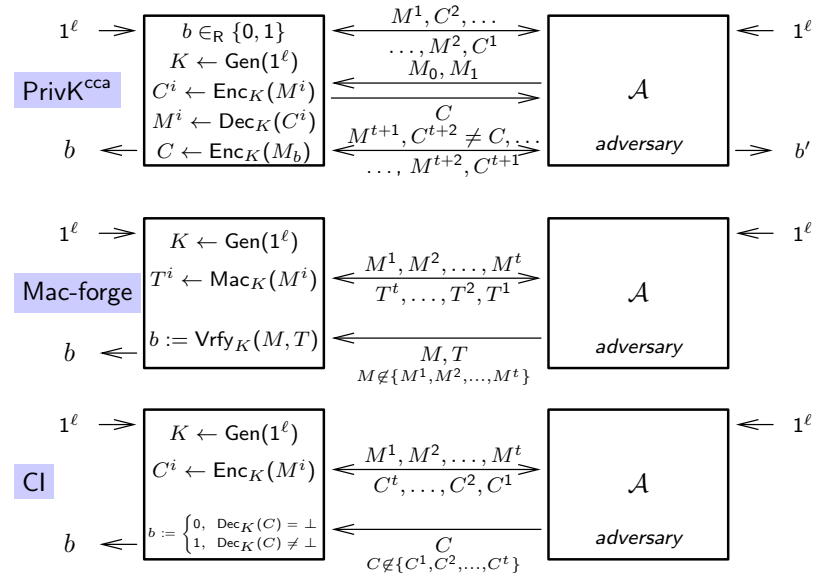 1^ℓ b ∈_R {0, 1} M^1, C^2, … 1^ℓ
K ← Gen(1^ℓ) …, M^2, C^1
PrivK^cca C^i ← Enc_K(M^i) M_0, M_1 𝒜
M^i ← Dec_K(C^i) C
b C ← Enc_K(M_b) M^{t+1}, C^{t+2} ≠ C, … adversary b′
…, M^{t+2}, C^{t+1}
1^ℓ K ← Gen(1^ℓ) 1^ℓ
Mac-forge T^i ← Mac_K(M^i) M^1, M^2, …, M^t 𝒜
T^t, …, T^2, T^1
b b := Vrfy_K(M, T) M, T adversary
M∉{M^1,M^2,…,M^t}
1^ℓ K ← Gen(1^ℓ) 1^ℓ
CI C^i ← Enc_K(M^i) M^1, M^2, …, M^t 𝒜
C^t, …, C^2, C^1
b b := { 0, Dec_K(C) = ⊥
1, Dec_K(C) ≠ ⊥ C adversary
C∉{C^1,C^2,…,C^t}